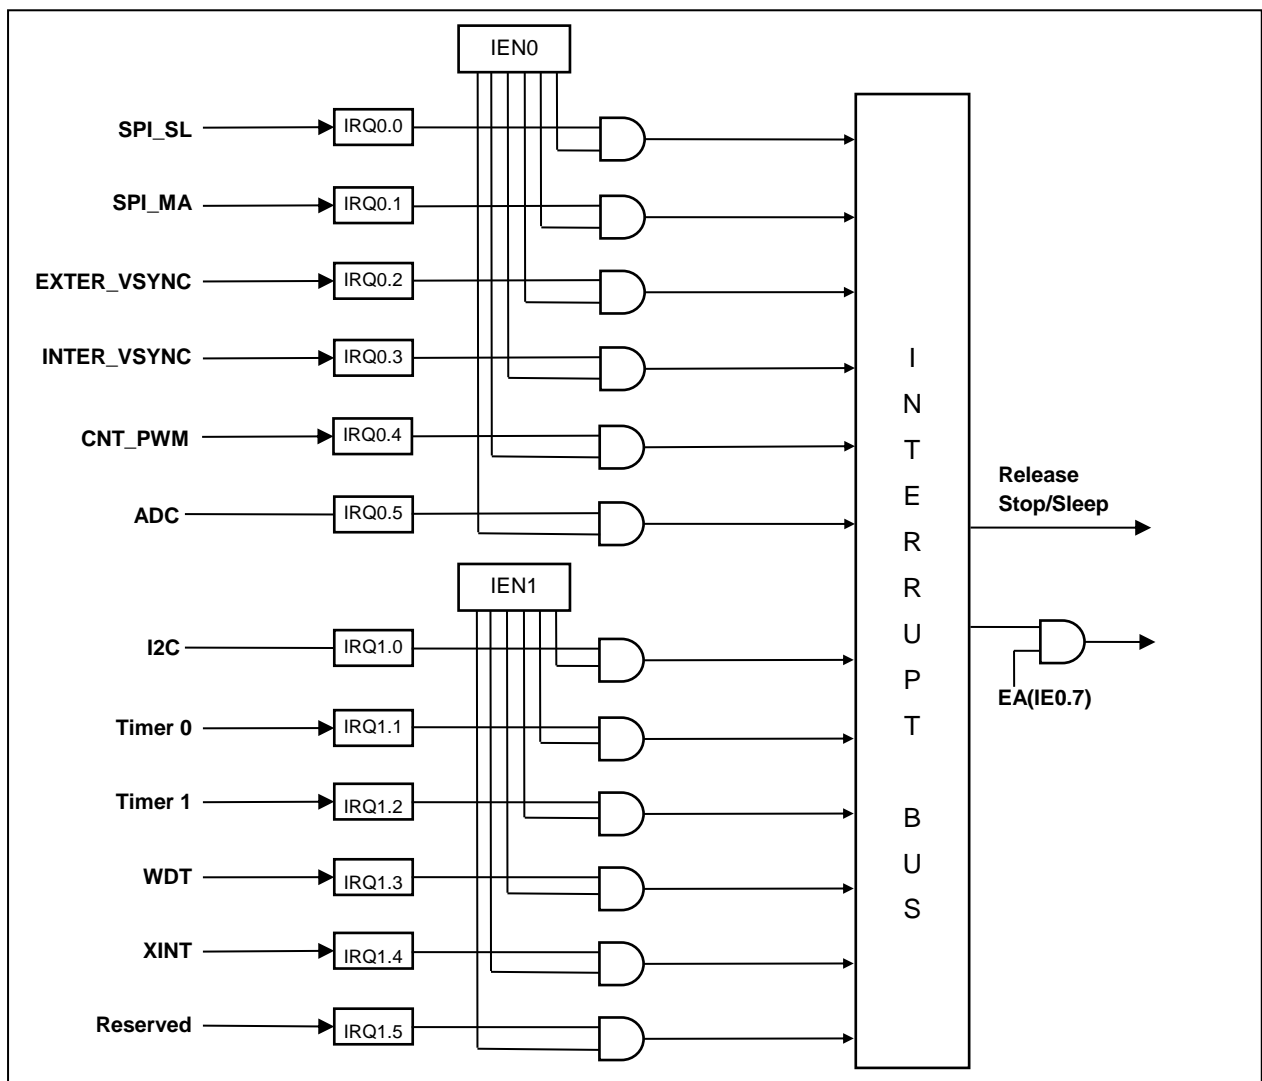 IEN0
SPI_SL
IRQ0.0
SPI_MA
IRQ0.1
EXTER_VSYNC
IRQ0.2
INTER_VSYNC
IRQ0.3
CNT_PWM
IRQ0.4
ADC
IRQ0.5
IEN1
I2C
IRQ1.0
Timer 0
IRQ1.1
Timer 1
IRQ1.2
WDT
IRQ1.3
XINT
IRQ1.4
Reserved
IRQ1.5
I
N
T
E
R
R
U
P
T
B
U
S
Release
Stop/Sleep
EA(IE0.7)